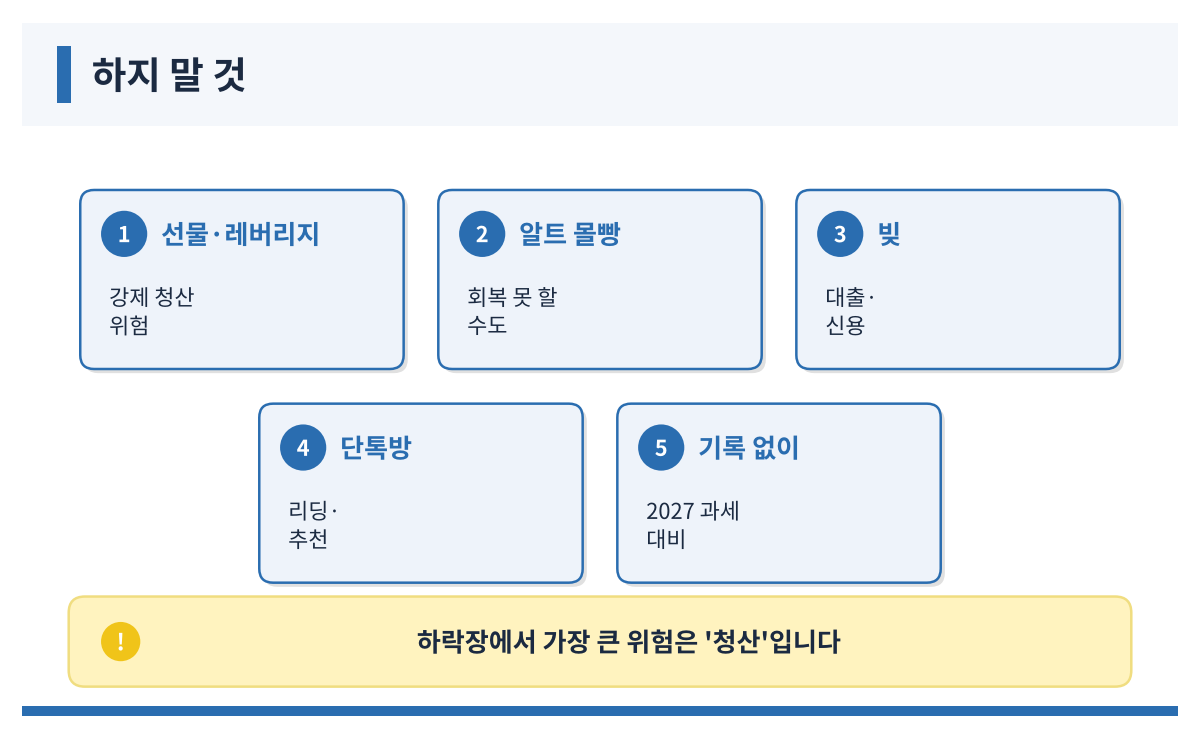 하지 말 것
1 선물·레버리지
강제 청산
위험
2 알트 몰빵
회복 못 할
수도
3 빚
대출·
신용
4 단톡방
리딩·
추천
5 기록 없이
2027 과세
대비
! 하락장에서 가장 큰 위험은 '청산'입니다